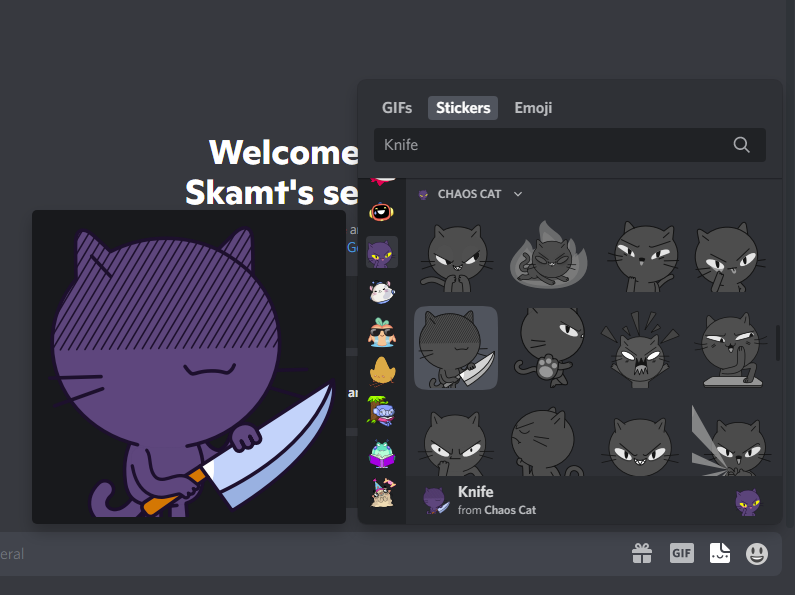 GIFs Stickers Emoji
Knife
Welcome
Skamt's se
CHAOS CAT
Knife
from Chaos Cat
eral
GIF